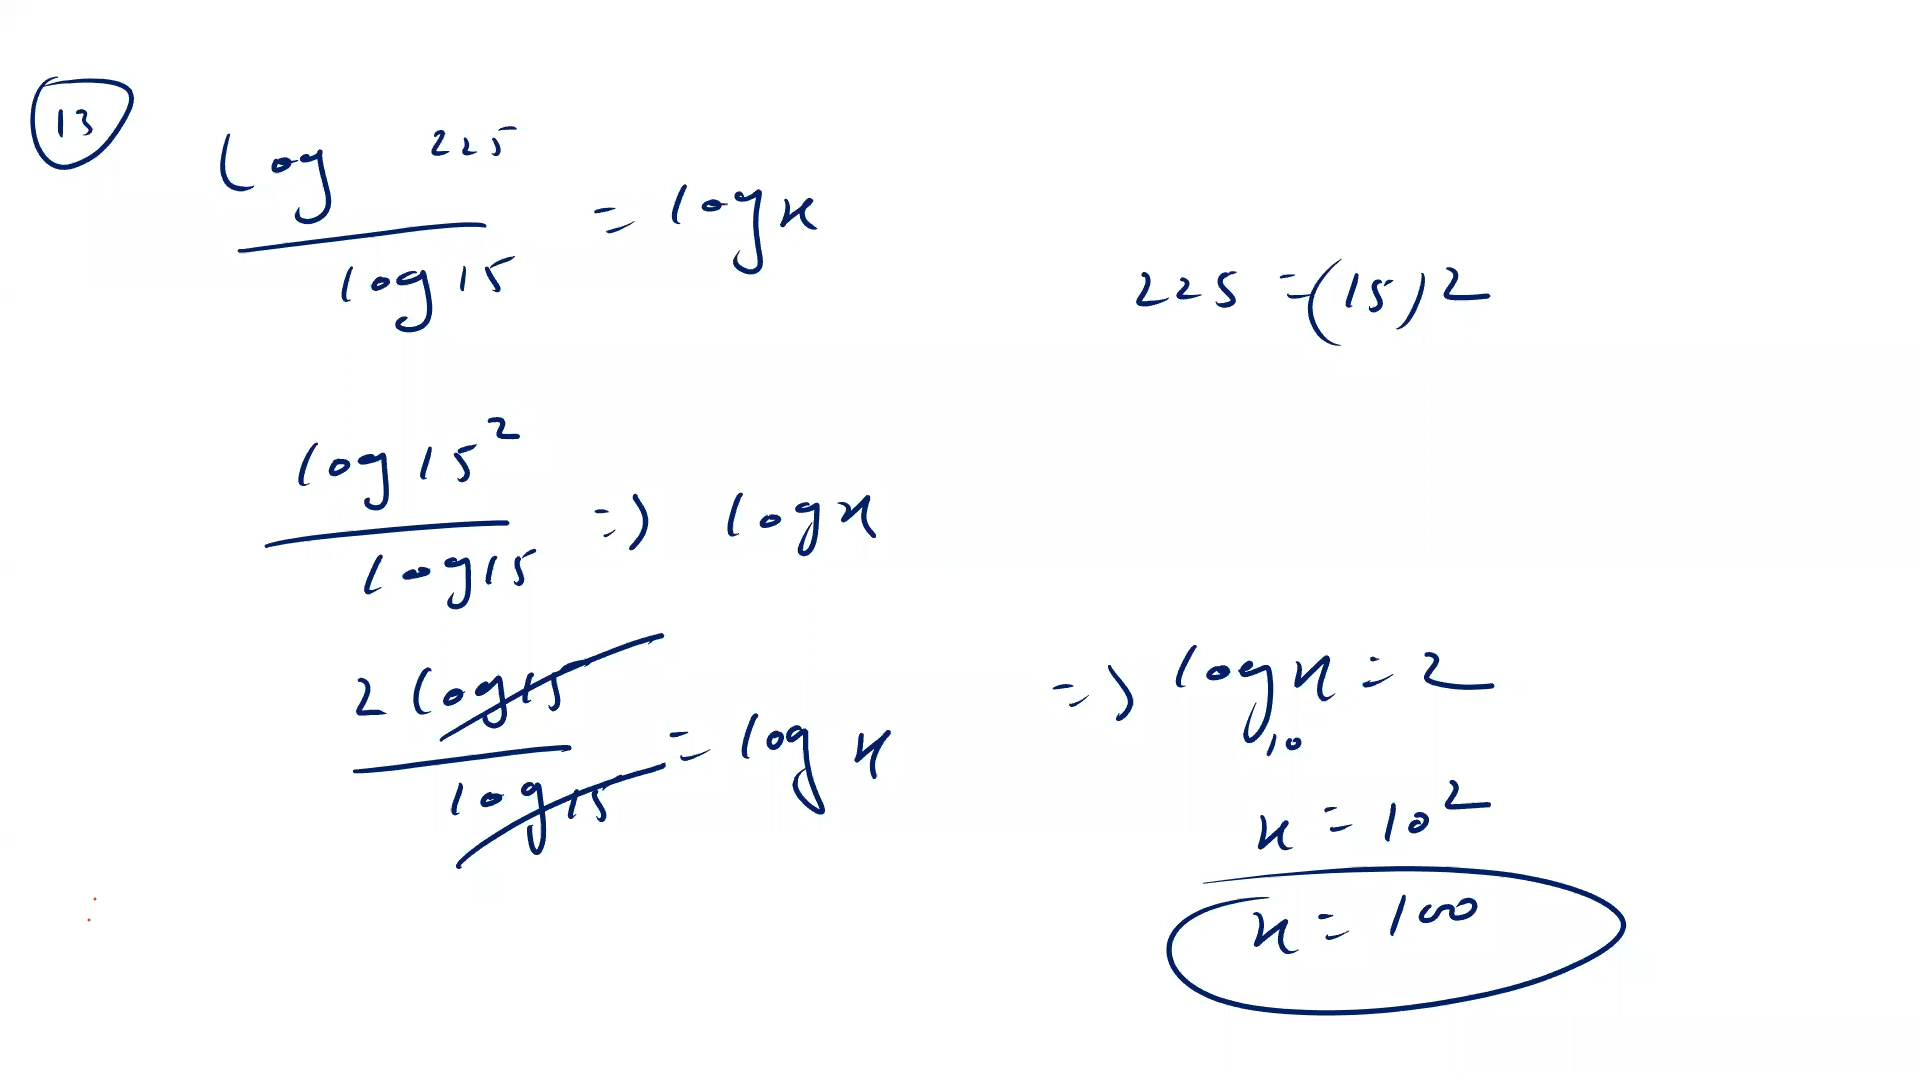 13
log 225
————
log 15
= log x
225 = (15)2
log 15²
————
log 15
=) log x
2 log 15
————
log 15
= log x
=) log₁₀ x = 2
x = 10²
x = 100